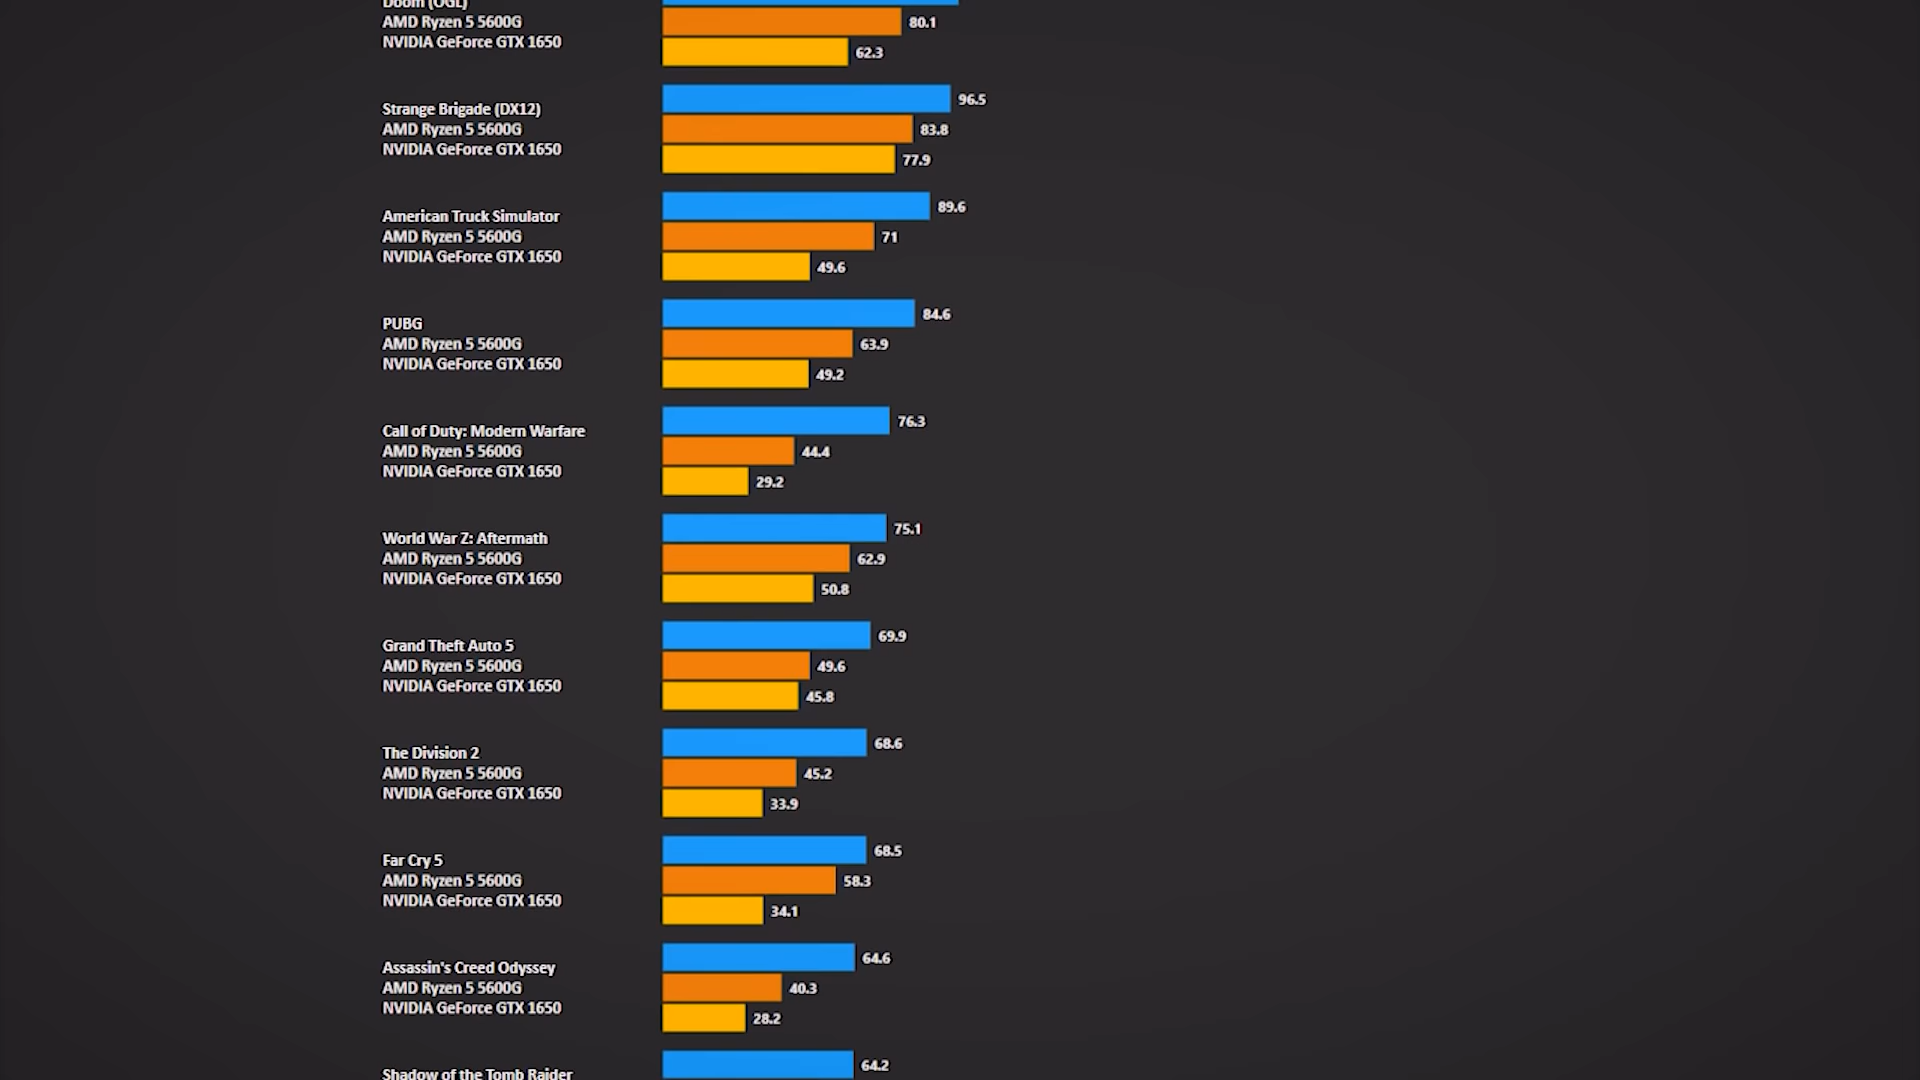 Doom (OGL)
AMD Ryzen 5 5600G
NVIDIA GeForce GTX 1650
80.1
62.3
Strange Brigade (DX12)
AMD Ryzen 5 5600G
NVIDIA GeForce GTX 1650
96.5
83.8
77.9
American Truck Simulator
AMD Ryzen 5 5600G
NVIDIA GeForce GTX 1650
89.6
71
49.6
PUBG
AMD Ryzen 5 5600G
NVIDIA GeForce GTX 1650
84.6
63.9
49.2
Call of Duty: Modern Warfare
AMD Ryzen 5 5600G
NVIDIA GeForce GTX 1650
76.3
44.4
29.2
World War Z: Aftermath
AMD Ryzen 5 5600G
NVIDIA GeForce GTX 1650
75.1
62.9
50.8
Grand Theft Auto 5
AMD Ryzen 5 5600G
NVIDIA GeForce GTX 1650
69.9
49.6
45.8
The Division 2
AMD Ryzen 5 5600G
NVIDIA GeForce GTX 1650
68.6
45.2
33.9
Far Cry 5
AMD Ryzen 5 5600G
NVIDIA GeForce GTX 1650
68.5
58.3
34.1
Assassin's Creed Odyssey
AMD Ryzen 5 5600G
NVIDIA GeForce GTX 1650
64.6
40.3
28.2
Shadow of the Tomb Raider
64.2